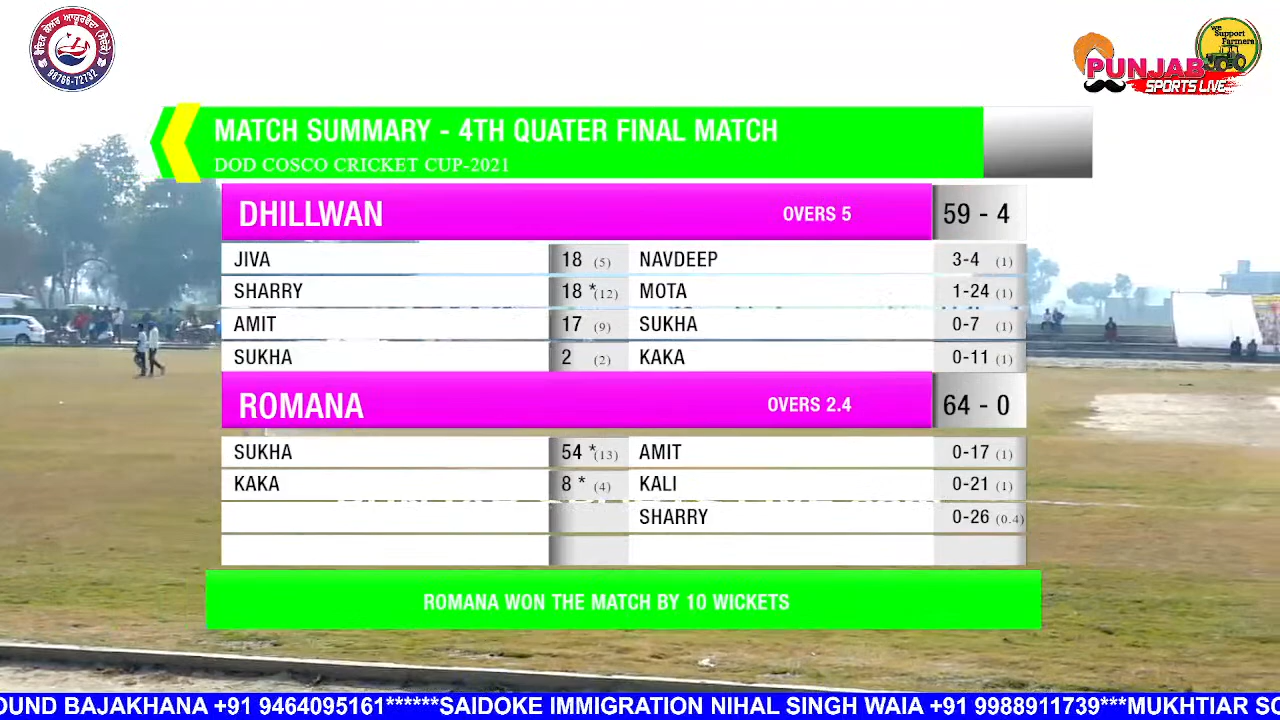 98766-72732
We Support Farmers
PUNJAB
SPORTS LIVE
MATCH SUMMARY - 4TH QUATER FINAL MATCH
DOD COSCO CRICKET CUP-2021
DHILLWAN OVERS 5 59 - 4
JIVA 18 (5) NAVDEEP 3-4 (1)
SHARRY 18 *(12) MOTA 1-24 (1)
AMIT 17 (9) SUKHA 0-7 (1)
SUKHA 2 (2) KAKA 0-11 (1)
ROMANA OVERS 2.4 64 - 0
SUKHA 54 *(13) AMIT 0-17 (1)
KAKA 8 * (4) KALI 0-21 (1)
SHARRY 0-26 (0.4)
ROMANA WON THE MATCH BY 10 WICKETS
OUND BAJAKHANA +91 9464095161******SAIDOKE IMMIGRATION NIHAL SINGH WAIA +91 9988911739***MUKHTIAR SO